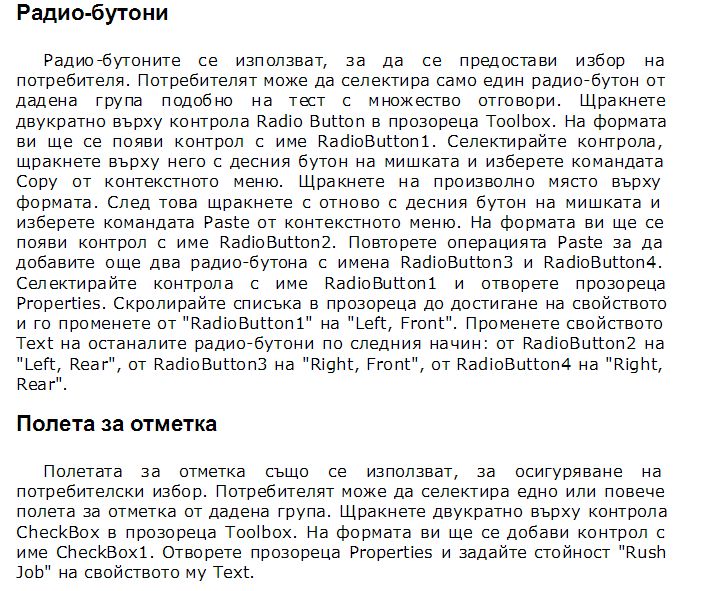 Радио-бутони
Радио-бутоните се използват, за да се предостави избор на
потребителя. Потребителят може да селектира само един радио-бутон от
дадена група подобно на тест с множество отговори. Щракнете
двукратно върху контрола Radio Button в прозореца Toolbox. На формата
ви ще се появи контрол с име RadioButton1. Селектирайте контрола,
щракнете върху него с десния бутон на мишката и изберете командата
Copy от контекстното меню. Щракнете на произволно място върху
формата. След това щракнете с отново с десния бутон на мишката и
изберете командата Paste от контекстното меню. На формата ви ще се
появи контрол с име RadioButton2. Повторете операцията Paste за да
добавите още два радио-бутона с имена RadioButton3 и RadioButton4.
Селектирайте контрола с име RadioButton1 и отворете прозореца
Properties. Скролирайте списъка в прозореца до достигане на свойството
и го променете от "RadioButton1" на "Left, Front". Променете свойството
Text на останалите радио-бутони по следния начин: от RadioButton2 на
"Left, Rear", от RadioButton3 на "Right, Front", от RadioButton4 на "Right,
Rear".
Полета за отметка
Полетата за отметка също се използват, за осигуряване на
потребителски избор. Потребителят може да селектира едно или повече
полета за отметка от дадена група. Щракнете двукратно върху контрола
CheckBox в прозореца Toolbox. На формата ви ще се добави контрол с
име CheckBox1. Отворете прозореца Properties и задайте стойност "Rush
Job" на свойството му Text.